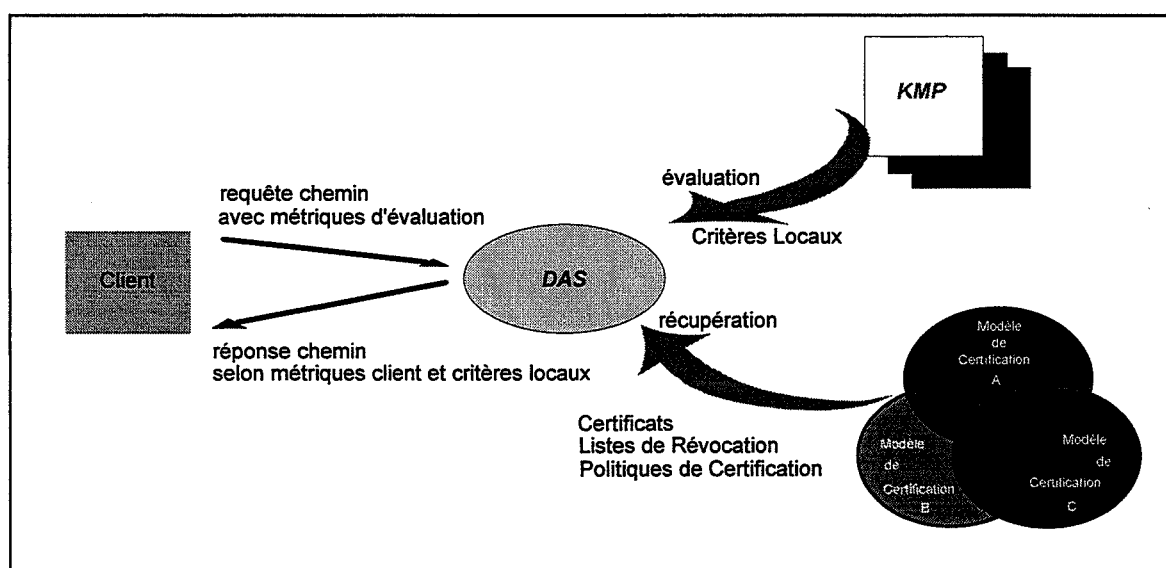 KMP
évaluation
Critères Locaux
requête chemin
avec métriques d'évaluation
Client
DAS
récupération
réponse chemin
selon métriques client et critères locaux
Certificats
Listes de Révocation
Politiques de Certification
Modèle
de
Certification
A
Modèle
de
Certification
B
Modèle
de
Certification
C